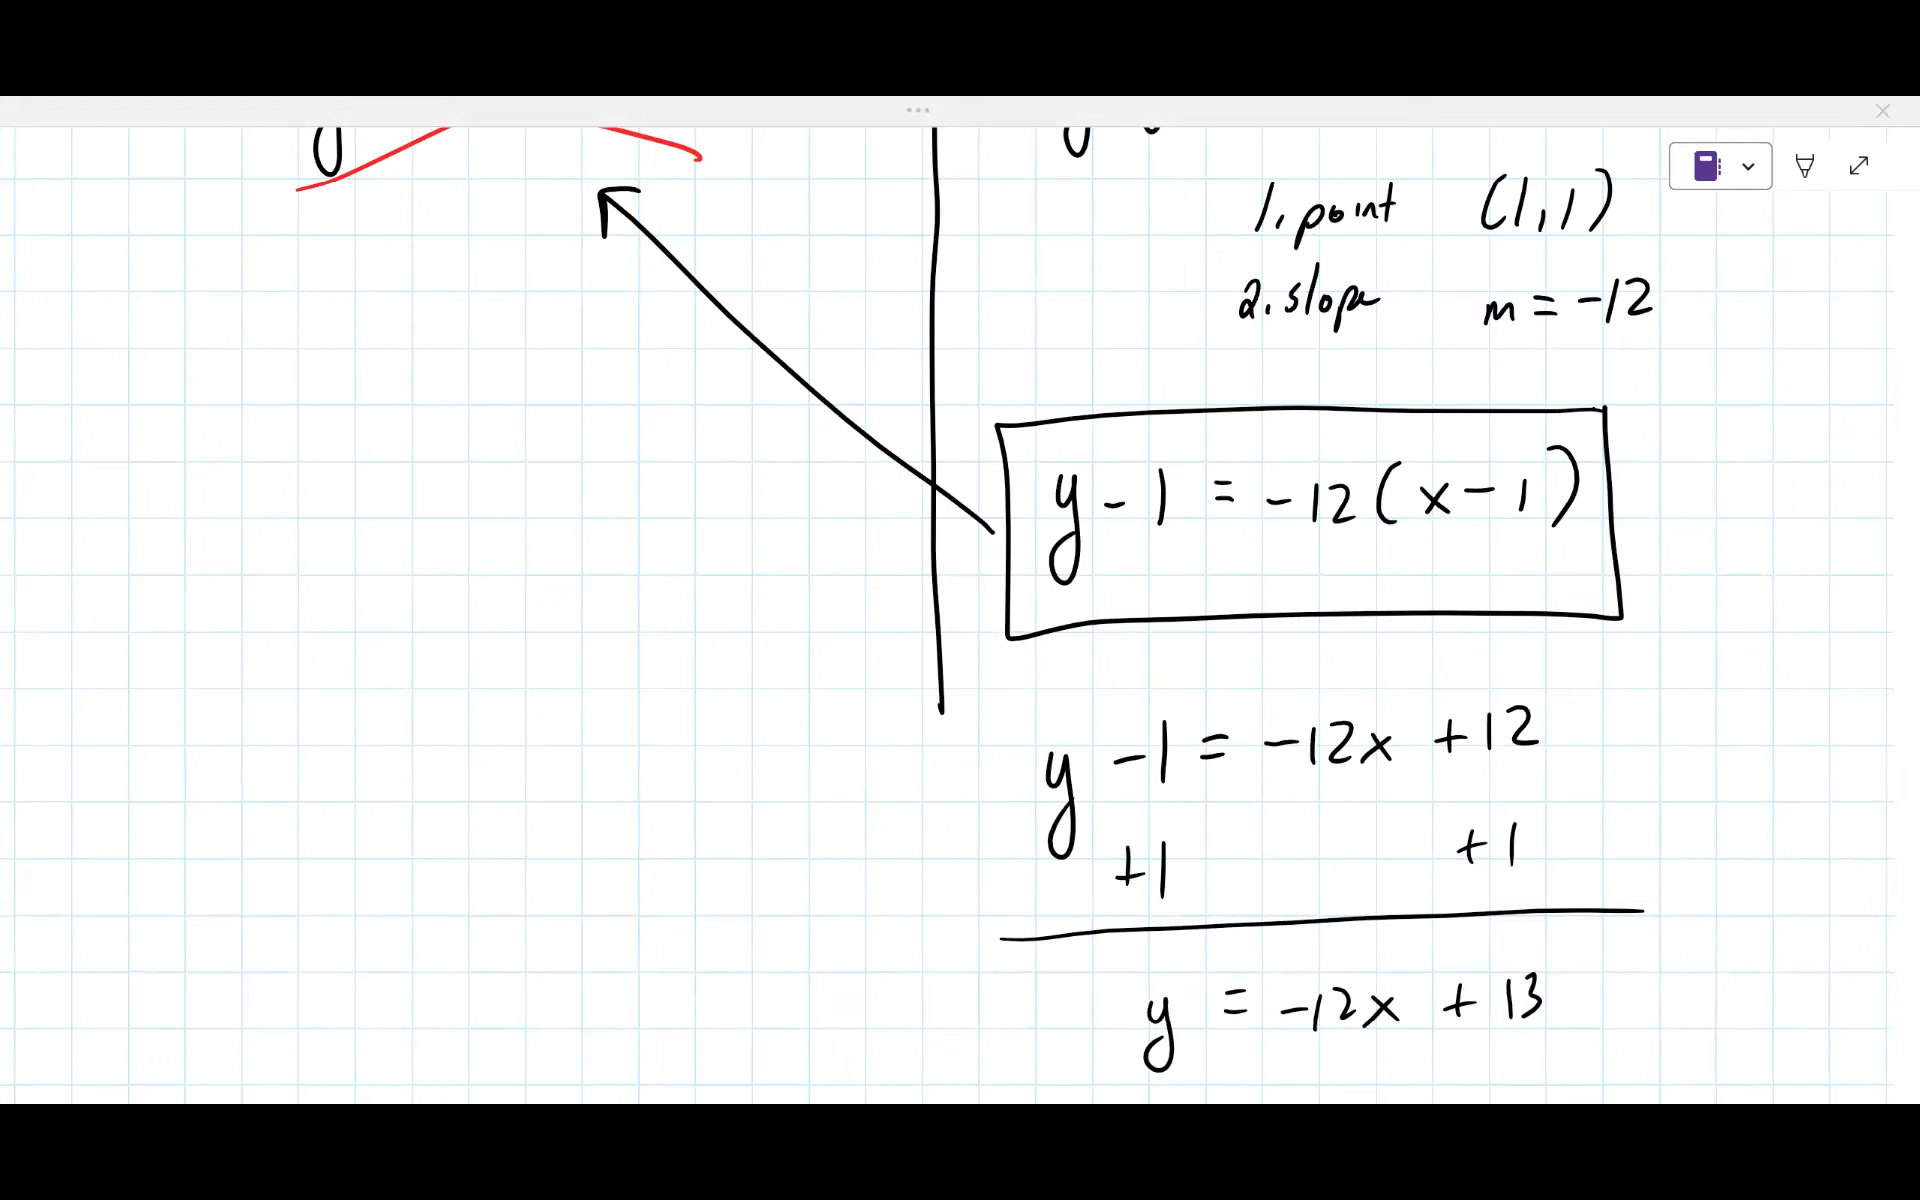 1. point (1,1)
2. slope m = -12
y - 1 = -12(x - 1)
y - 1 = -12x + 12
+1 +1
y = -12x + 13